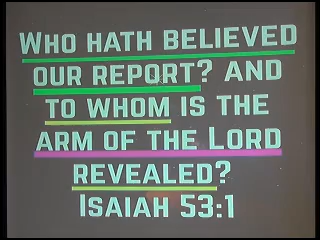 Who hath believed
our report? and
to whom is the
arm of the Lord
revealed?
Isaiah 53:1